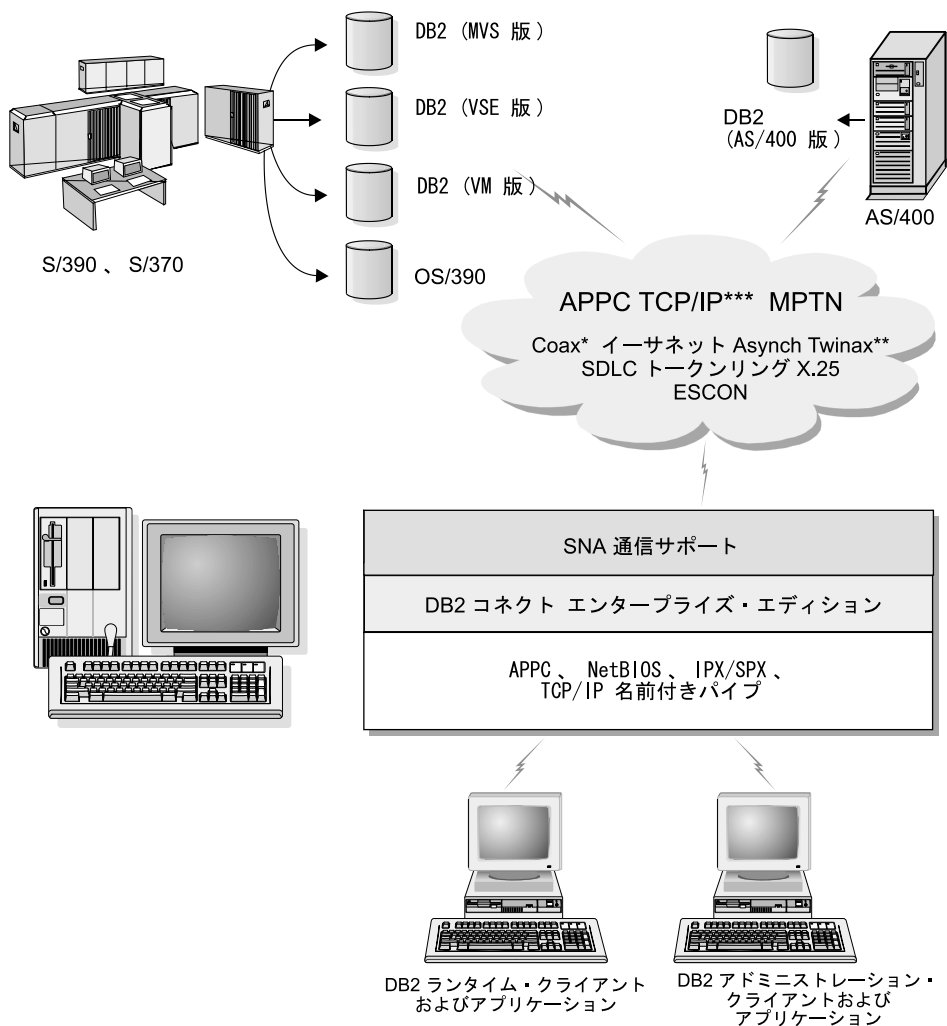 DB2 (MVS 版)
DB2 (VSE 版)
DB2 (VM 版)
OS/390
S/390 、 S/370
DB2
(AS/400 版)
AS/400
APPC TCP/IP*** MPTN
Coax* イーサネット Asynch Twinax**
SDLC トークンリング X.25
ESCON
SNA 通信サポート
DB2 コネクト エンタープライズ・エディション
APPC 、 NetBIOS 、 IPX/SPX 、
TCP/IP 名前付きパイプ
DB2 ランタイム・クライアント
およびアプリケーション
DB2 アドミニストレーション・
クライアントおよび
アプリケーション